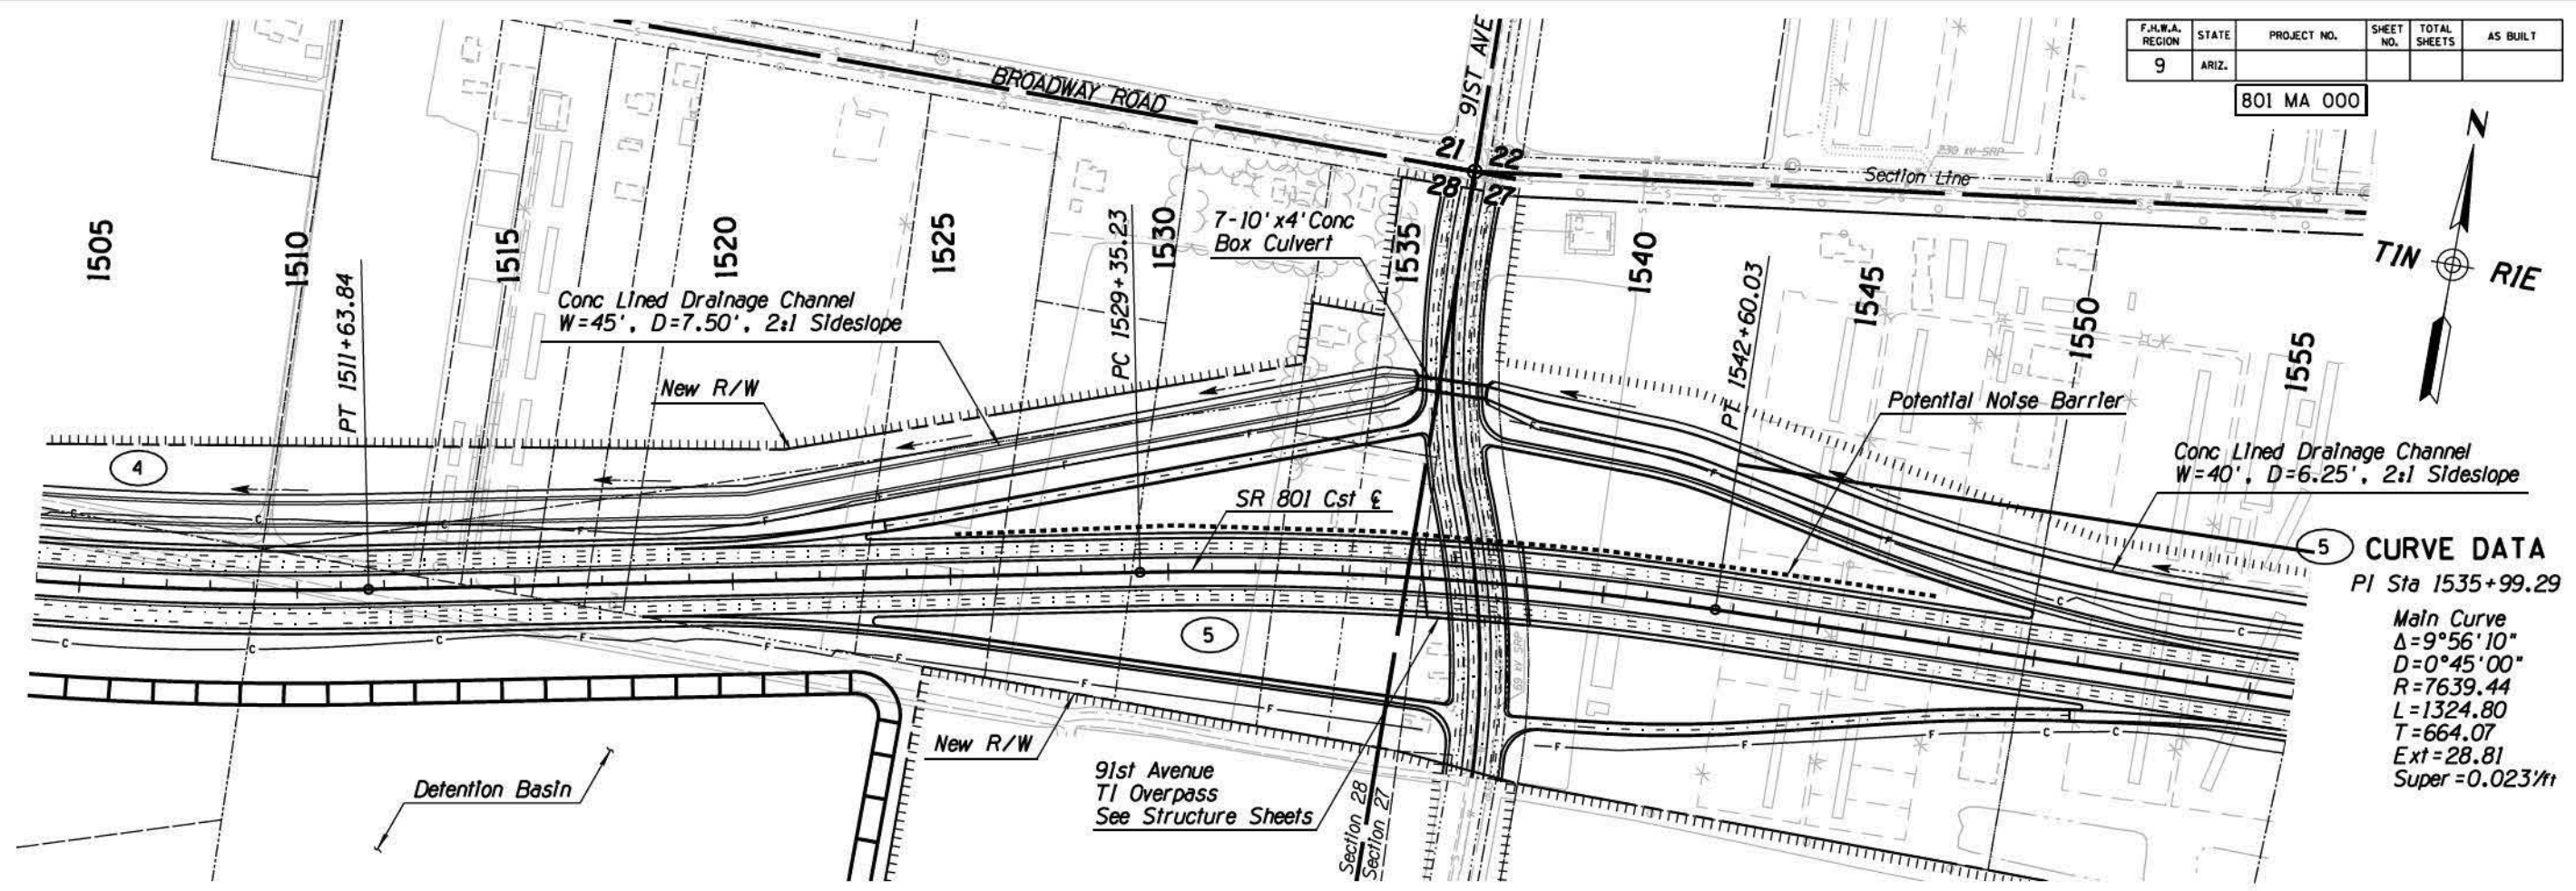 F.H.W.A. REGION
STATE
PROJECT NO.
SHEET NO.
TOTAL SHEETS
AS BUILT
9
ARIZ.
801 MA 000
N
T1N
R1E
BROADWAY ROAD
91ST AVE
21
22
28
27
Section Line
230 kV SRP
1505
1510
1515
1520
1525
1530
1535
1540
1545
1550
1555
PT 1511+63.84
PC 1529+35.23
PT 1542+60.03
7-10'x4' Conc
Box Culvert
Conc Lined Drainage Channel
W=45', D=7.50', 2:1 Sideslope
New R/W
Potential Noise Barrier
Conc Lined Drainage Channel
W=40', D=6.25', 2:1 Sideslope
4
SR 801 Cst ℄
5
5 CURVE DATA
PI Sta 1535+99.29
Main Curve
Δ=9°56'10"
D=0°45'00"
R=7639.44
L=1324.80
T=664.07
Ext=28.81
Super=0.023'/ft
69 kV SRP
New R/W
Detention Basin
91st Avenue
TI Overpass
See Structure Sheets
Section 28
Section 27